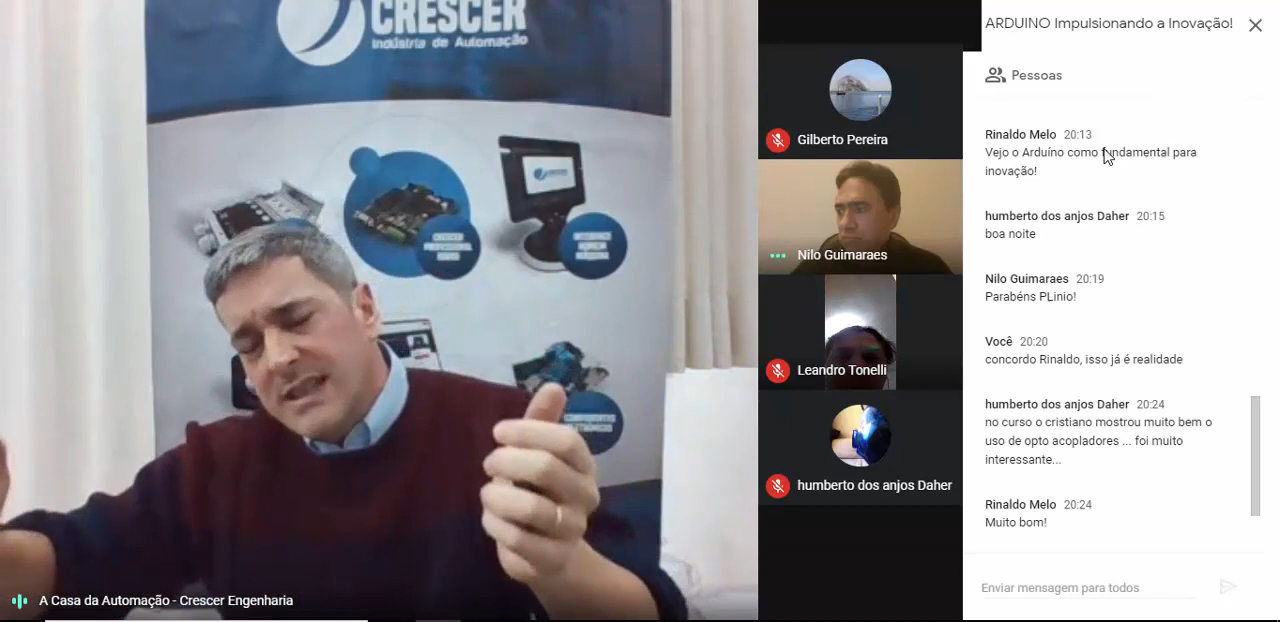 CRESCER
Indústria de Automação
A Casa da Automação - Crescer Engenharia
Gilberto Pereira
Nilo Guimaraes
Leandro Tonelli
humberto dos anjos Daher
ARDUINO Impulsionando a Inovação!
Pessoas
Rinaldo Melo 20:13
Vejo o Arduíno como fundamental para
inovação!
humberto dos anjos Daher 20:15
boa noite
Nilo Guimaraes 20:19
Parabéns PLinio!
Você 20:20
concordo Rinaldo, isso já é realidade
humberto dos anjos Daher 20:24
no curso o cristiano mostrou muito bem o
uso de opto acopladores ... foi muito
interessante...
Rinaldo Melo 20:24
Muito bom!
Enviar mensagem para todos